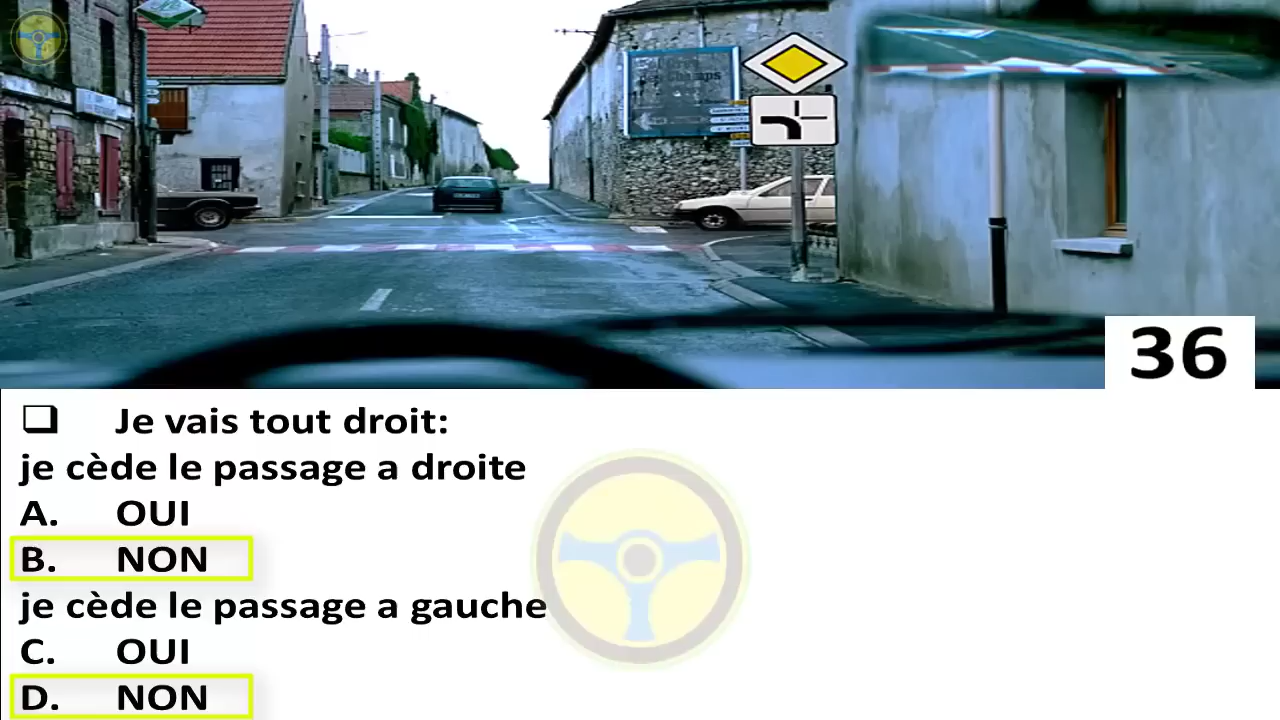 36
❑ Je vais tout droit:
je cède le passage a droite
A. OUI
B. NON
je cède le passage a gauche
C. OUI
D. NON